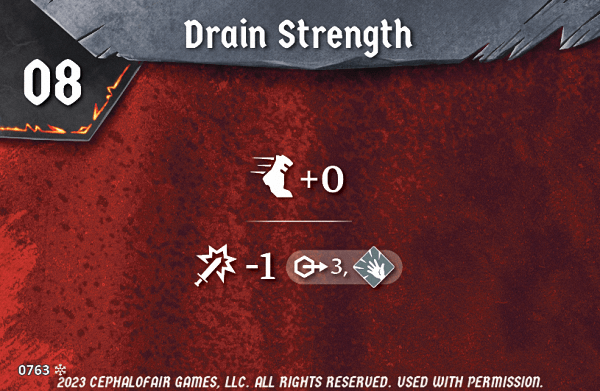 Drain Strength
08
+0
-1 3,
0763
2023 CEPHALOFAIR GAMES, LLC. ALL RIGHTS RESERVED. USED WITH PERMISSION.